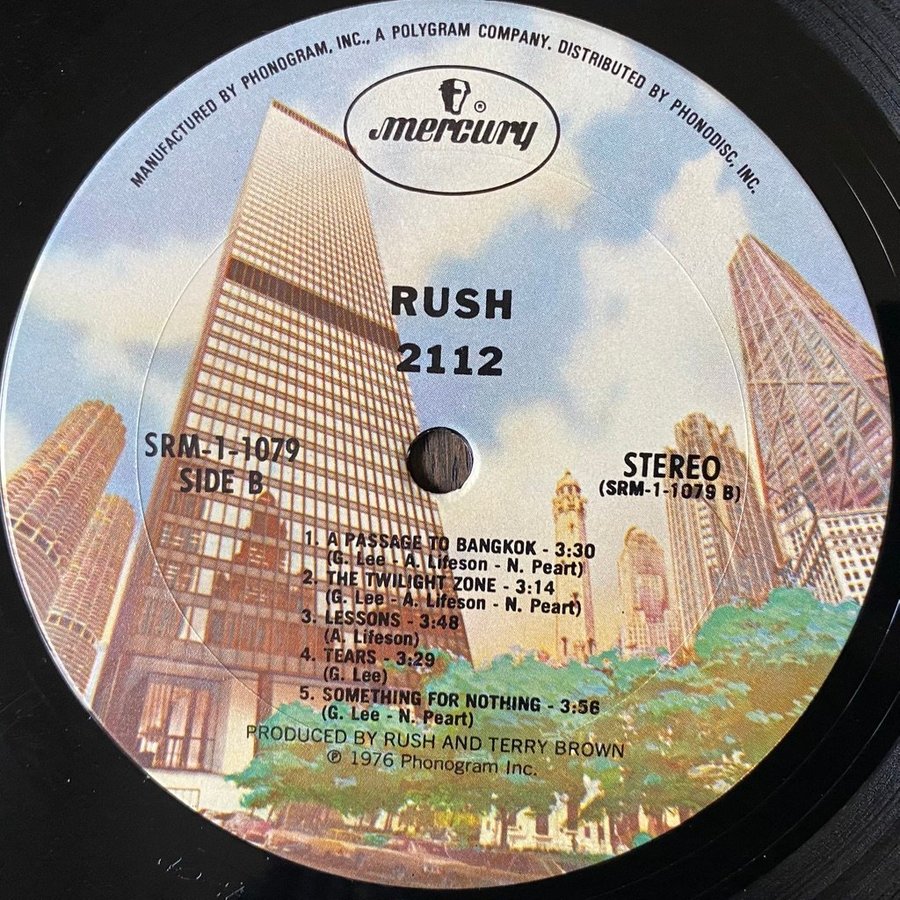 MANUFACTURED BY PHONOGRAM, INC., A POLYGRAM COMPANY. DISTRIBUTED BY PHONODISC, INC.
®
mercury
RUSH
2112
SRM-1-1079
SIDE B
STEREO
(SRM-1-1079 B)
1. A PASSAGE TO BANGKOK - 3:30
(G. Lee - A. Lifeson - N. Peart)
2. THE TWILIGHT ZONE - 3:14
(G. Lee - A. Lifeson - N. Peart)
3. LESSONS - 3:48
(A. Lifeson)
4. TEARS - 3:29
(G. Lee)
5. SOMETHING FOR NOTHING - 3:56
(G. Lee - N. Peart)
PRODUCED BY RUSH AND TERRY BROWN
℗ 1976 Phonogram Inc.